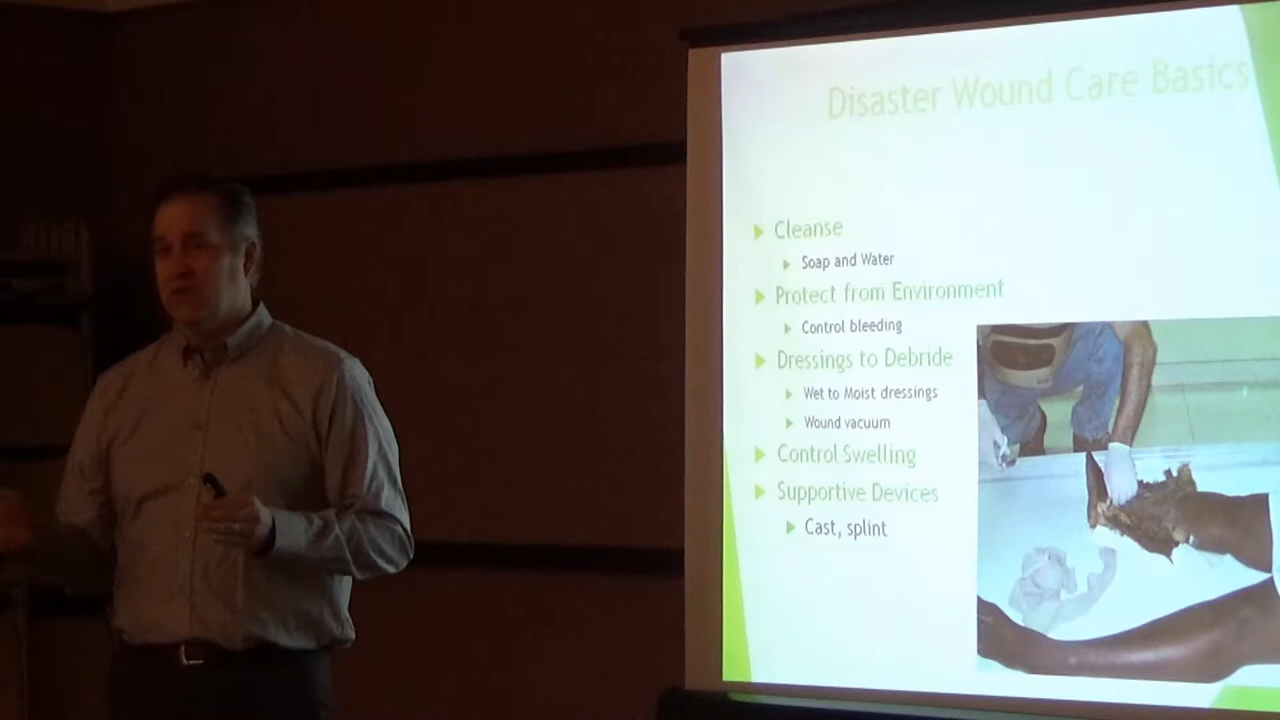 Disaster Wound Care Basics
Cleanse
Soap and Water
Protect from Environment
Control bleeding
Dressings to Debride
Wet to Moist dressings
Wound vacuum
Control Swelling
Supportive Devices
Cast, splint